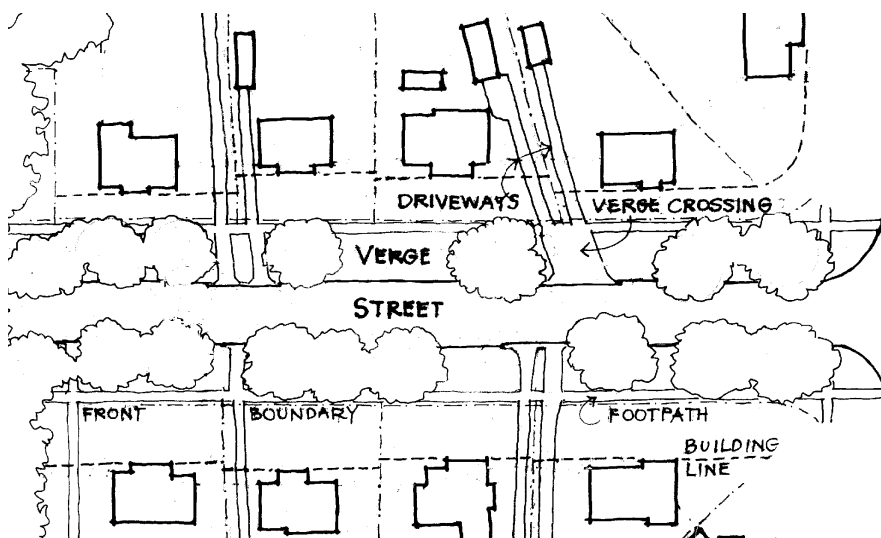 DRIVEWAYS
VERGE CROSSING
VERGE
STREET
FRONT BOUNDARY
FOOTPATH
BUILDING
LINE